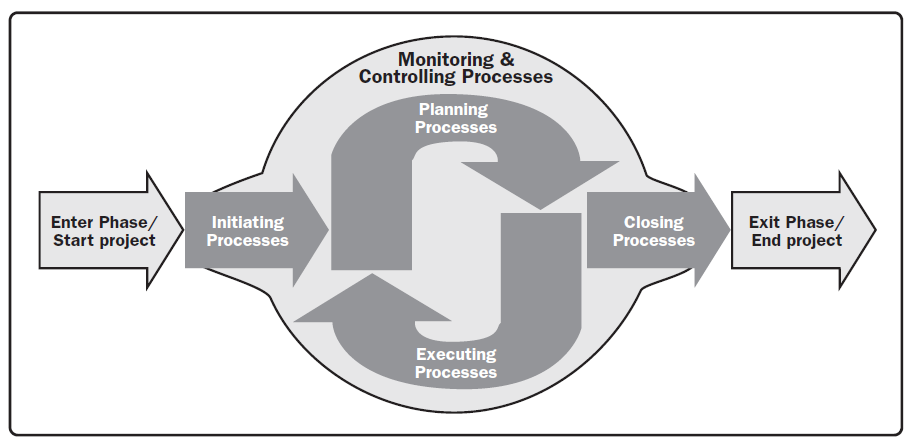 Monitoring &
Controlling Processes
Planning
Processes
Enter Phase/
Start project
Initiating
Processes
Closing
Processes
Exit Phase/
End project
Executing
Processes